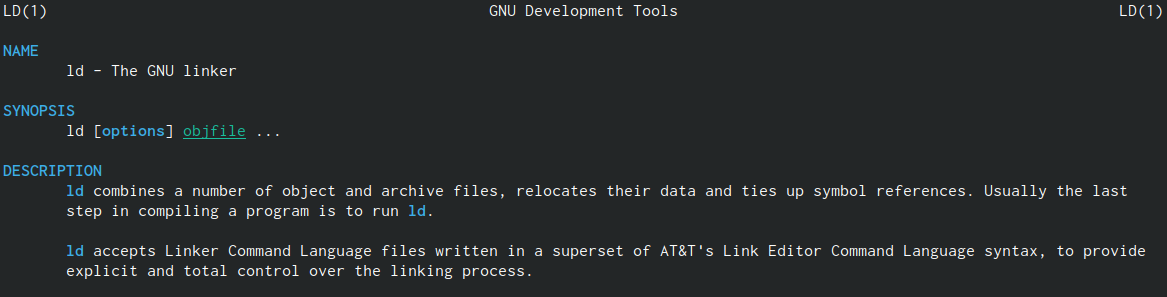 LD(1) GNU Development Tools LD(1)
NAME
ld - The GNU linker
SYNOPSIS
ld [options] objfile ...
DESCRIPTION
ld combines a number of object and archive files, relocates their data and ties up symbol references. Usually the last
step in compiling a program is to run ld.
ld accepts Linker Command Language files written in a superset of AT&T's Link Editor Command Language syntax, to provide
explicit and total control over the linking process.